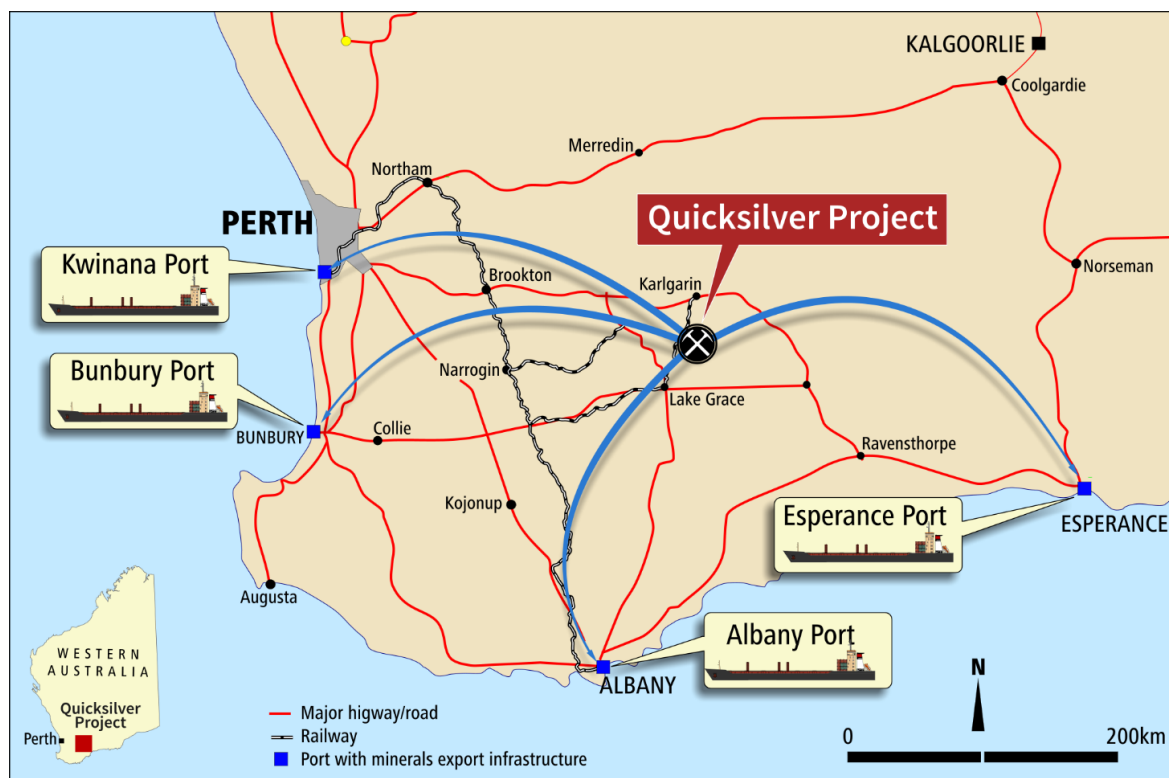 KALGOORLIE
Coolgardie
Merredin
Northam
PERTH
Quicksilver Project
Kwinana Port
Norseman
Brookton
Karlgarin
Bunbury Port
Narrogin
Lake Grace
BUNBURY
Collie
Ravensthorpe
Kojonup
Esperance Port
ESPERANCE
Augusta
Albany Port
ALBANY
WESTERN
AUSTRALIA
Quicksilver
Project
Perth
Major higway/road
Railway
Port with minerals export infrastructure
N
0 200km